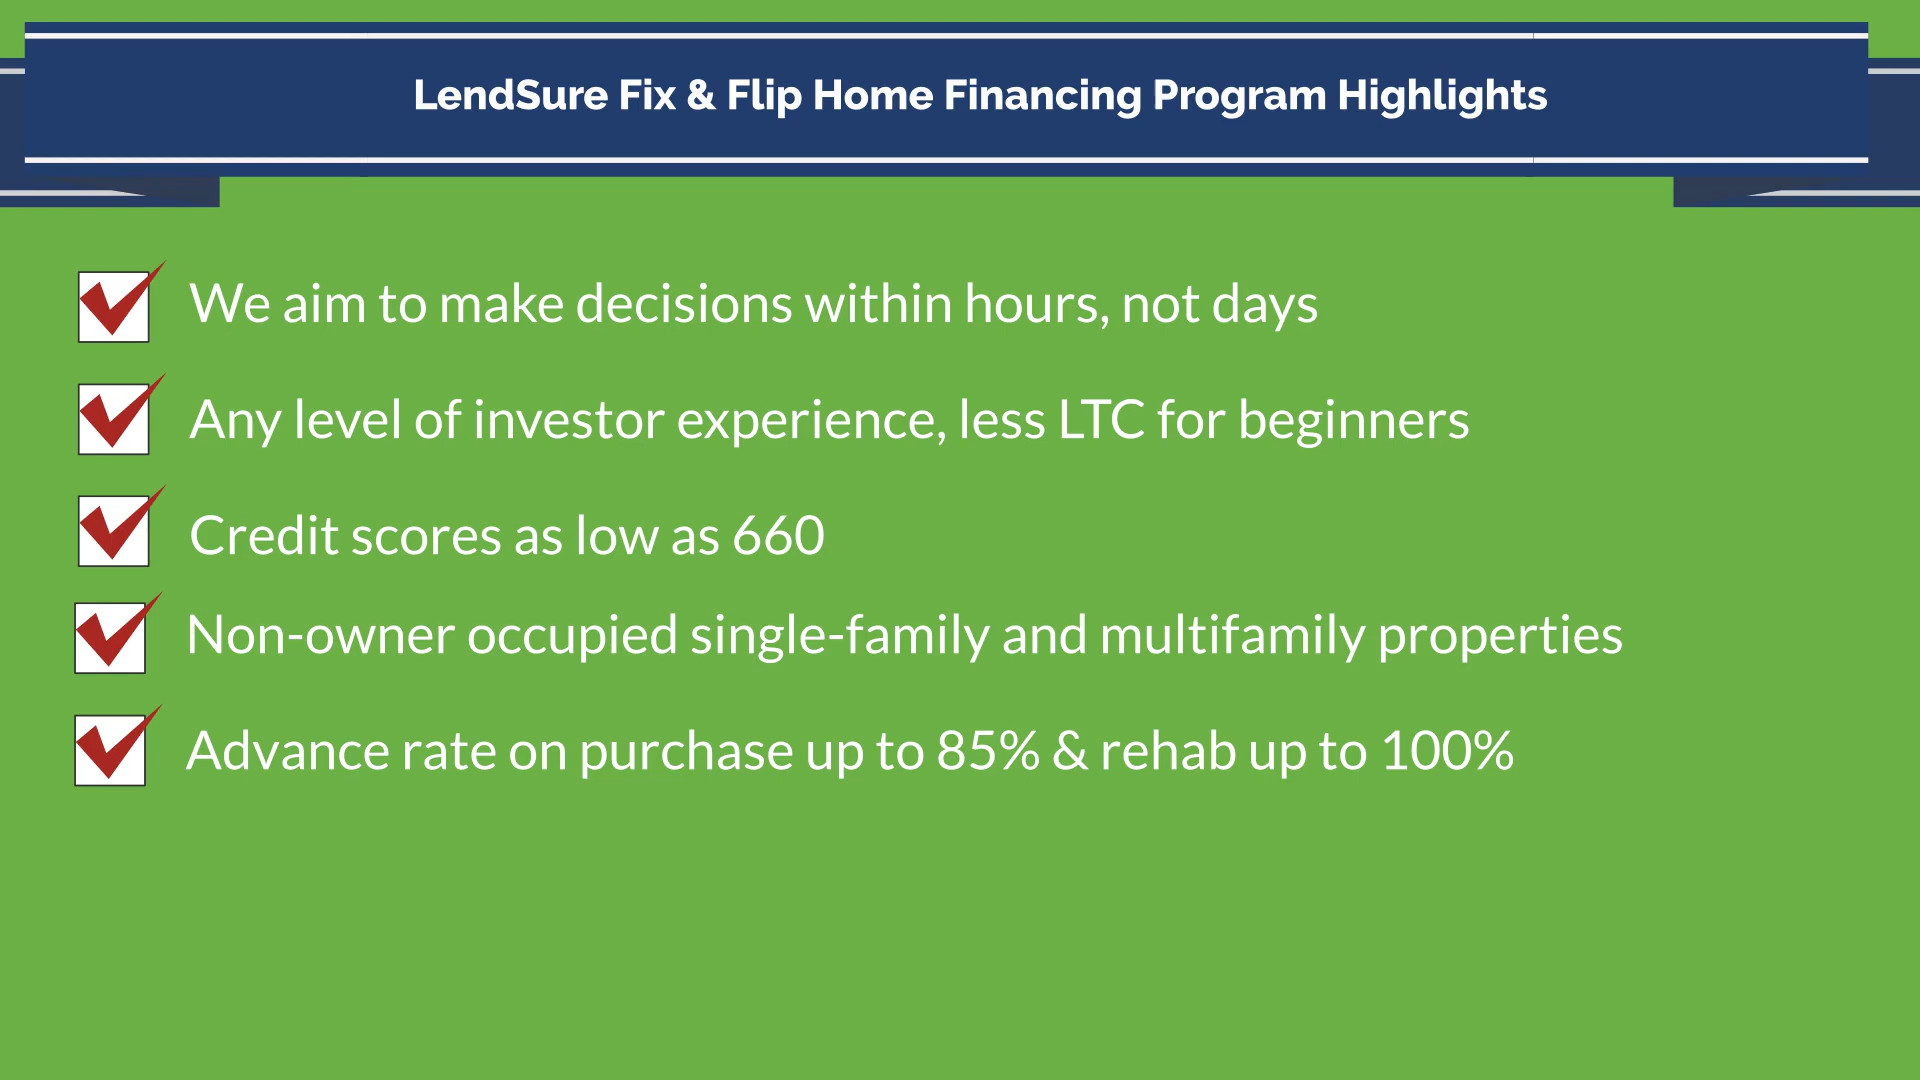 LendSure Fix & Flip Home Financing Program Highlights
We aim to make decisions within hours, not days
Any level of investor experience, less LTC for beginners
Credit scores as low as 660
Non-owner occupied single-family and multifamily properties
Advance rate on purchase up to 85% & rehab up to 100%